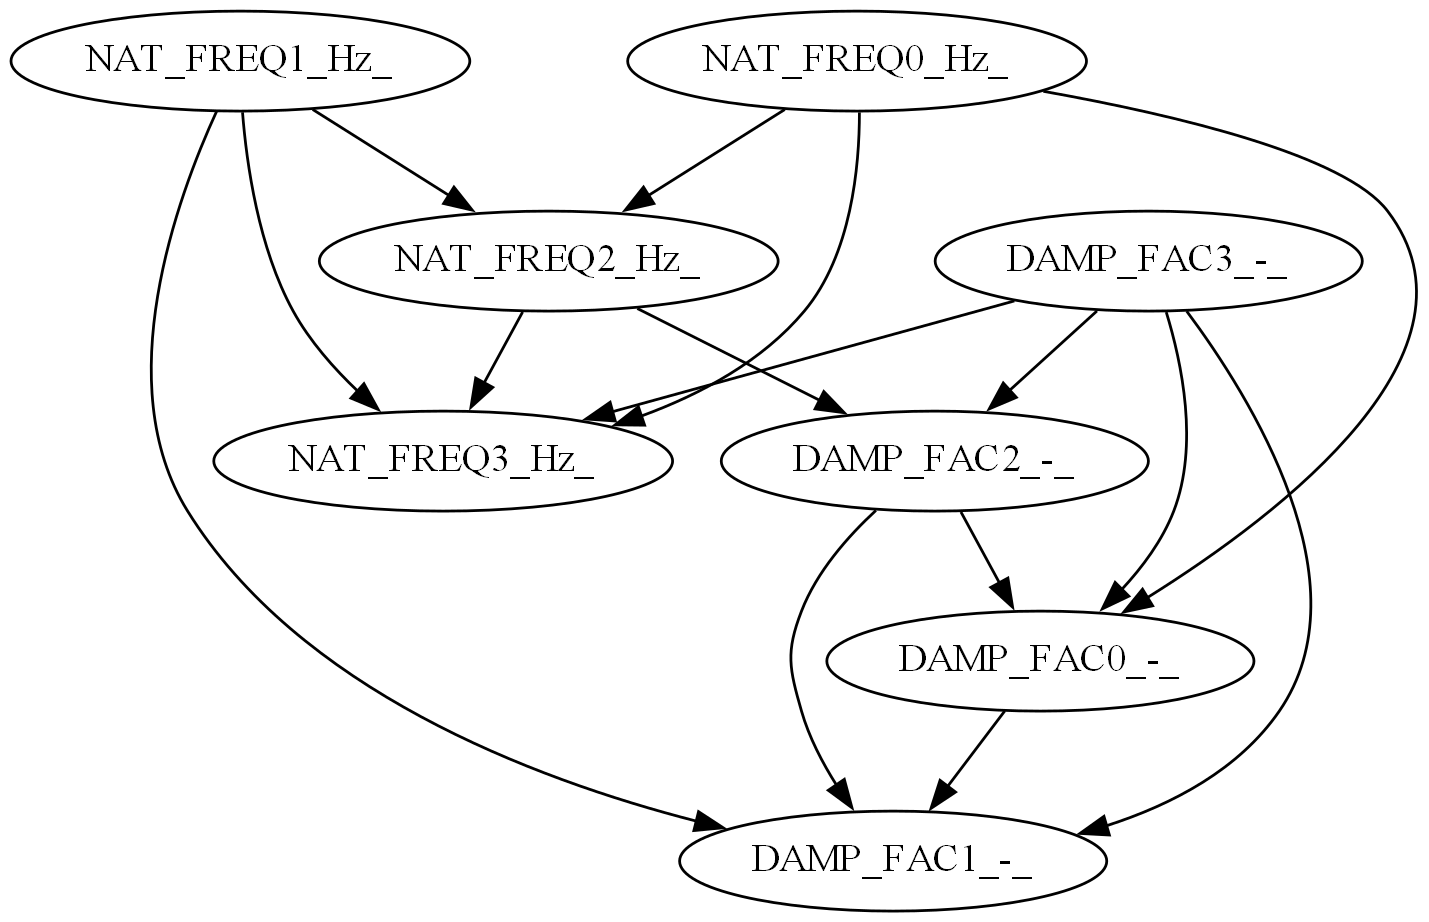 NAT_FREQ1_Hz_
NAT_FREQ0_Hz_
NAT_FREQ2_Hz_
DAMP_FAC3_-_
NAT_FREQ3_Hz_
DAMP_FAC2_-_
DAMP_FAC0_-_
DAMP_FAC1_-_